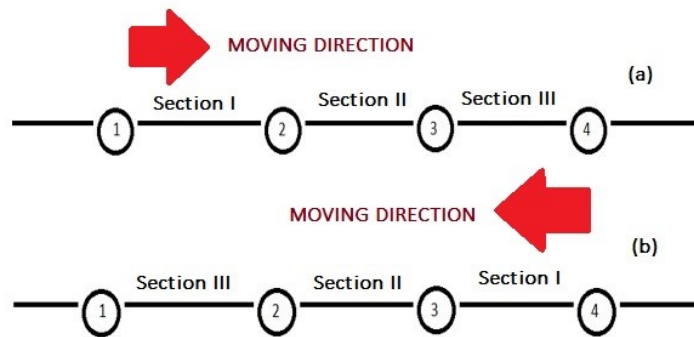 MOVING DIRECTION
(a)
Section I Section II Section III
1 2 3 4
MOVING DIRECTION
(b)
Section III Section II Section I
1 2 3 4